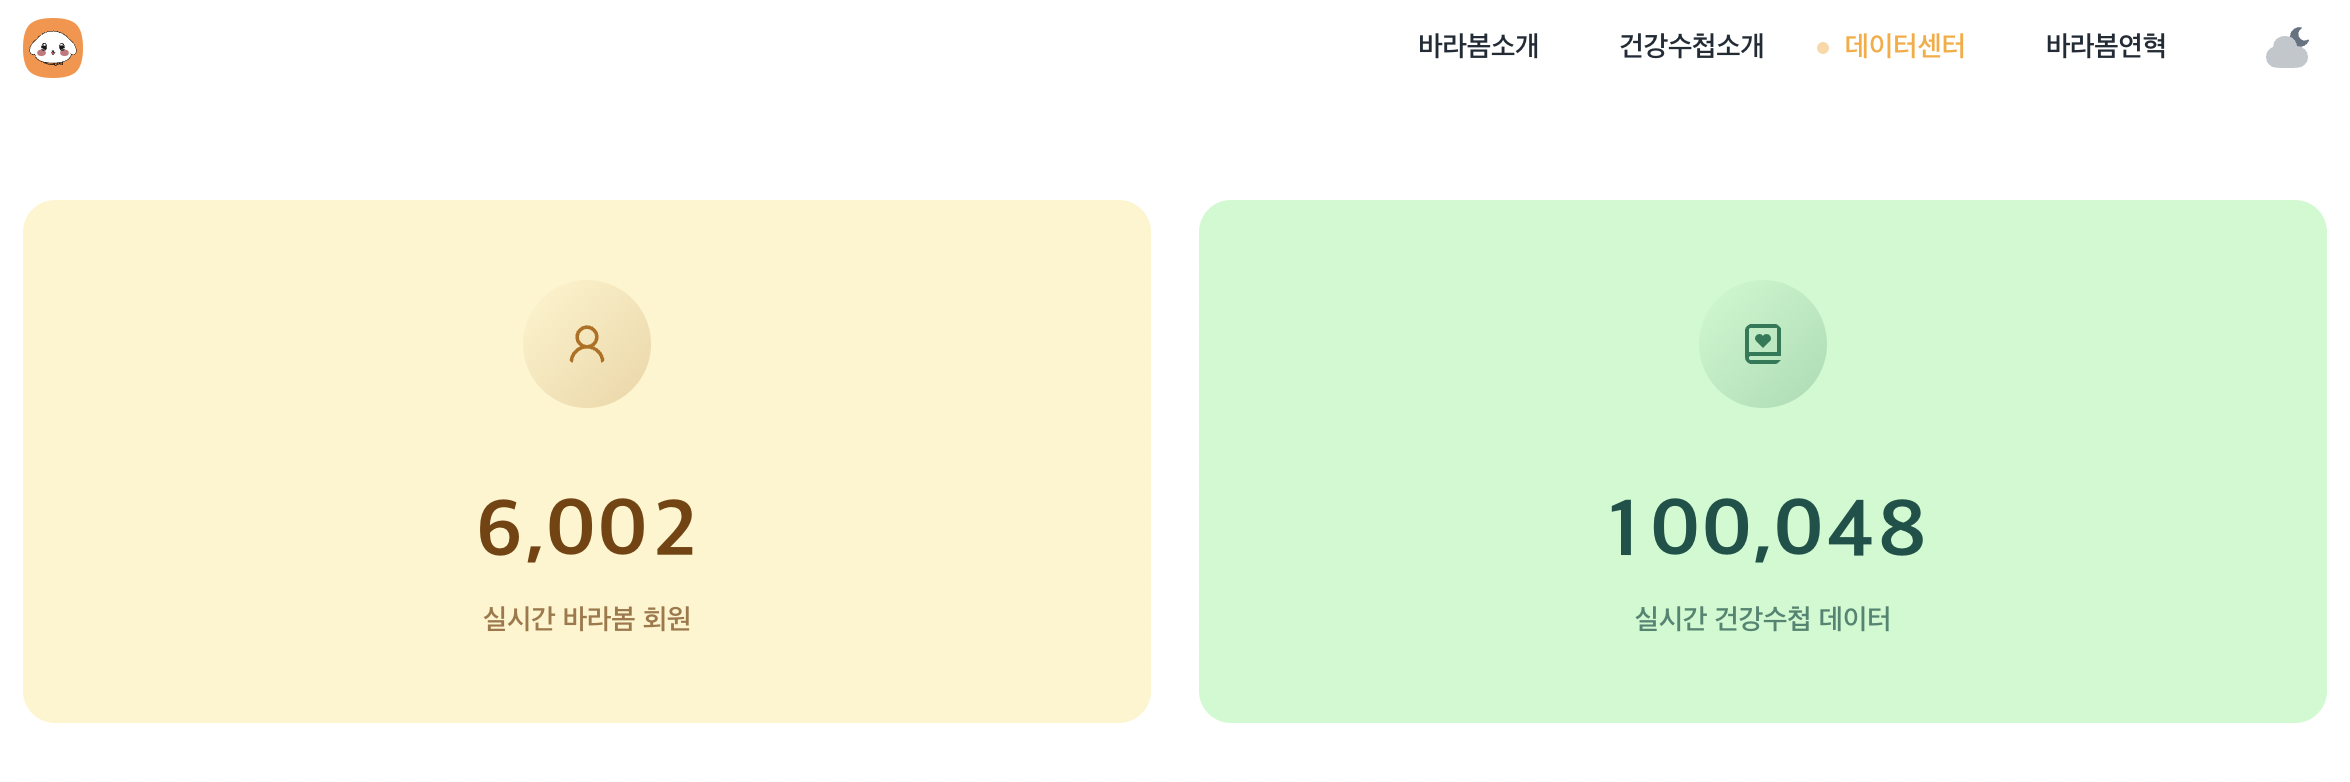 바라봄소개 건강수첩소개 데이터센터 바라봄연혁
6,002
실시간 바라봄 회원
100,048
실시간 건강수첩 데이터